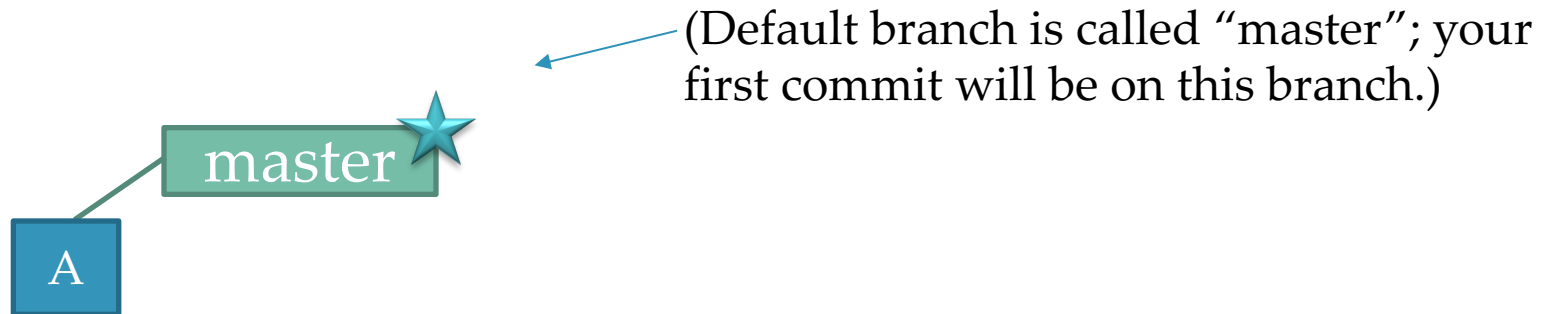 (Default branch is called “master”; your
first commit will be on this branch.)
master
A